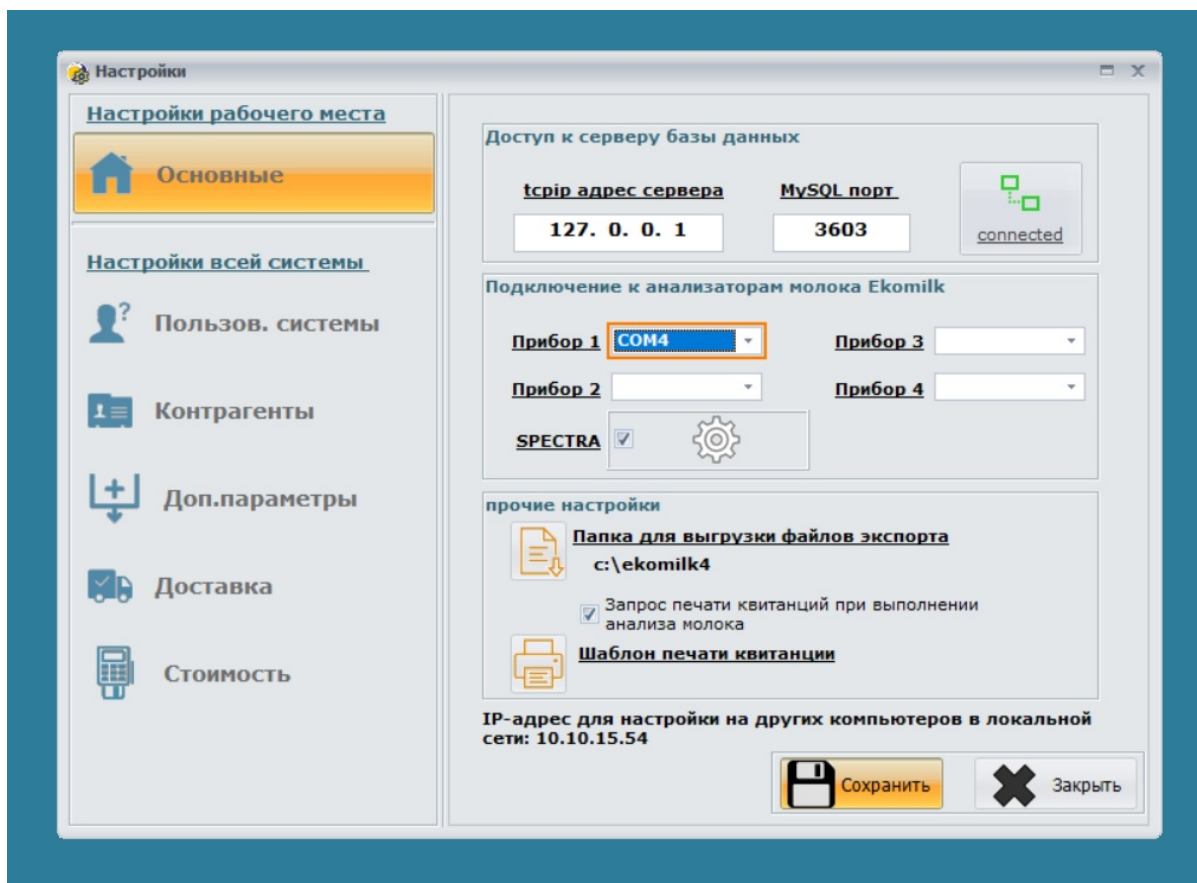 Настройки
Настройки рабочего места
Основные
Настройки всей системы
Пользов. системы
Контрагенты
Доп.параметры
Доставка
Стоимость
Доступ к серверу базы данных
tcpip адрес сервера MySQL порт
127. 0. 0. 1 3603
connected
Подключение к анализаторам молока Ekomilk
Прибор 1 COM4 Прибор 3
Прибор 2 Прибор 4
SPECTRA
прочие настройки
Папка для выгрузки файлов экспорта
c:\ekomilk4
Запрос печати квитанций при выполнении
анализа молока
Шаблон печати квитанции
IP-адрес для настройки на других компьютеров в локальной
сети: 10.10.15.54
Сохранить Закрыть